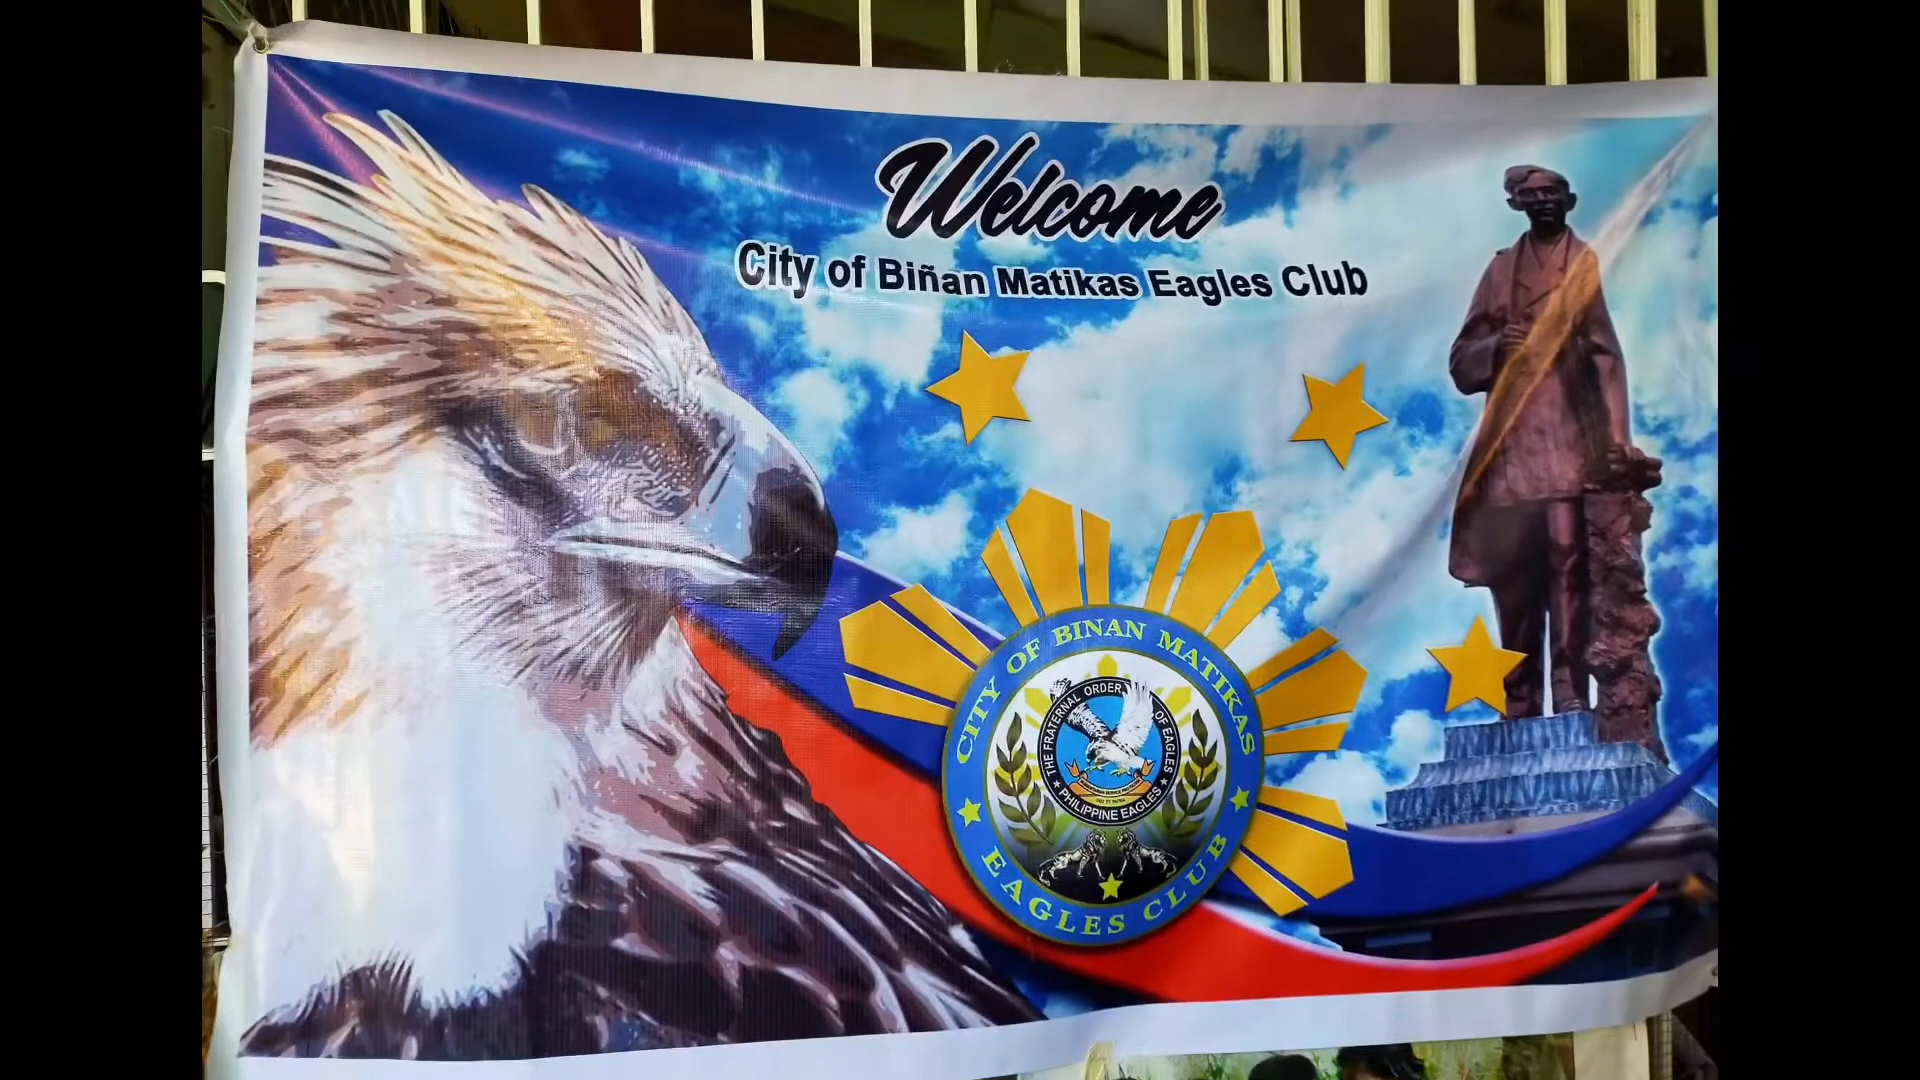 Welcome
City of Biñan Matikas Eagles Club
CITY OF BINAN MATIKAS
THE FRATERNAL ORDER OF EAGLES
PHILIPPINE EAGLES
EAGLES CLUB